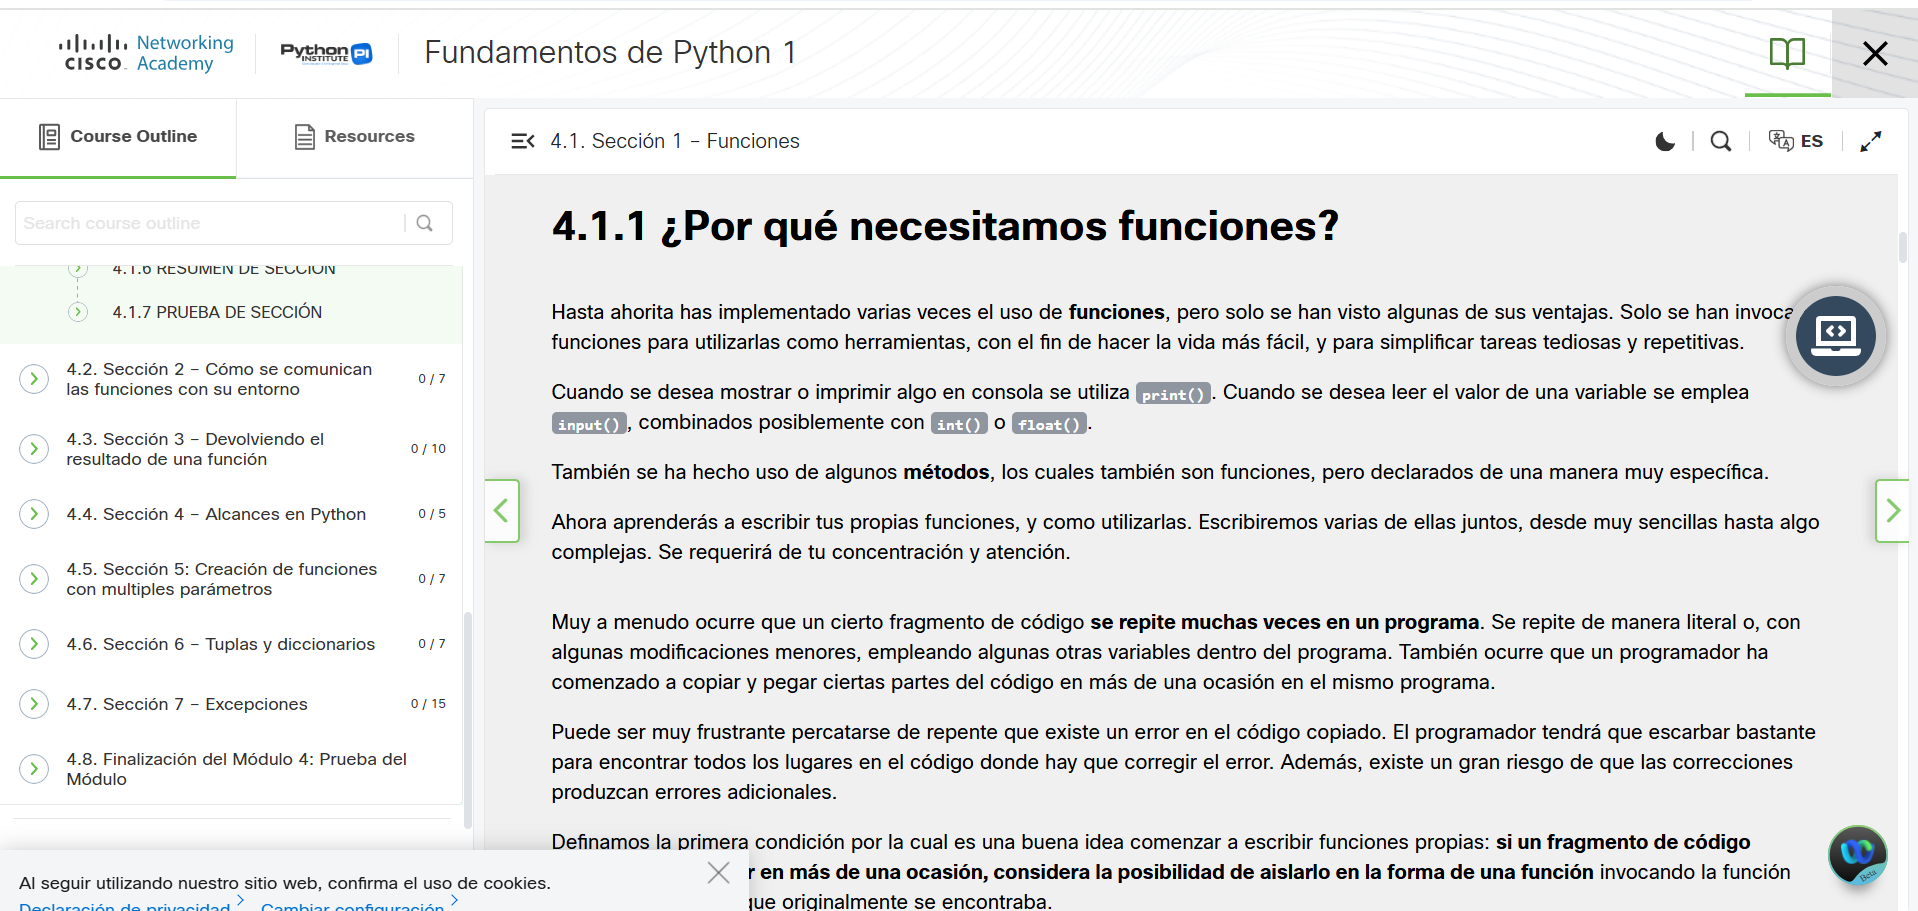 CISCO Networking Academy
Python INSTITUTE PI
Fundamentos de Python 1
Course Outline
Resources
Search course outline
4.1.6 RESUMEN DE SECCIÓN
4.1.7 PRUEBA DE SECCIÓN
4.2. Sección 2 – Cómo se comunican
las funciones con su entorno
0 / 7
4.3. Sección 3 – Devolviendo el
resultado de una función
0 / 10
4.4. Sección 4 – Alcances en Python
0 / 5
4.5. Sección 5: Creación de funciones
con multiples parámetros
0 / 7
4.6. Sección 6 – Tuplas y diccionarios
0 / 7
4.7. Sección 7 – Excepciones
0 / 15
4.8. Finalización del Módulo 4: Prueba del
Módulo
Al seguir utilizando nuestro sitio web, confirma el uso de cookies.
Declaración de privacidad > Cambiar configuración >
4.1. Sección 1 – Funciones
ES
4.1.1 ¿Por qué necesitamos funciones?
Hasta ahorita has implementado varias veces el uso de funciones, pero solo se han visto algunas de sus ventajas. Solo se han invoca
funciones para utilizarlas como herramientas, con el fin de hacer la vida más fácil, y para simplificar tareas tediosas y repetitivas.
Cuando se desea mostrar o imprimir algo en consola se utiliza print(). Cuando se desea leer el valor de una variable se emplea
input(), combinados posiblemente con int() o float().
También se ha hecho uso de algunos métodos, los cuales también son funciones, pero declarados de una manera muy específica.
Ahora aprenderás a escribir tus propias funciones, y como utilizarlas. Escribiremos varias de ellas juntos, desde muy sencillas hasta algo
complejas. Se requerirá de tu concentración y atención.
Muy a menudo ocurre que un cierto fragmento de código se repite muchas veces en un programa. Se repite de manera literal o, con
algunas modificaciones menores, empleando algunas otras variables dentro del programa. También ocurre que un programador ha
comenzado a copiar y pegar ciertas partes del código en más de una ocasión en el mismo programa.
Puede ser muy frustrante percatarse de repente que existe un error en el código copiado. El programador tendrá que escarbar bastante
para encontrar todos los lugares en el código donde hay que corregir el error. Además, existe un gran riesgo de que las correcciones
produzcan errores adicionales.
Definamos la primera condición por la cual es una buena idea comenzar a escribir funciones propias: si un fragmento de código
r en más de una ocasión, considera la posibilidad de aislarlo en la forma de una función invocando la función
que originalmente se encontraba.
Beta